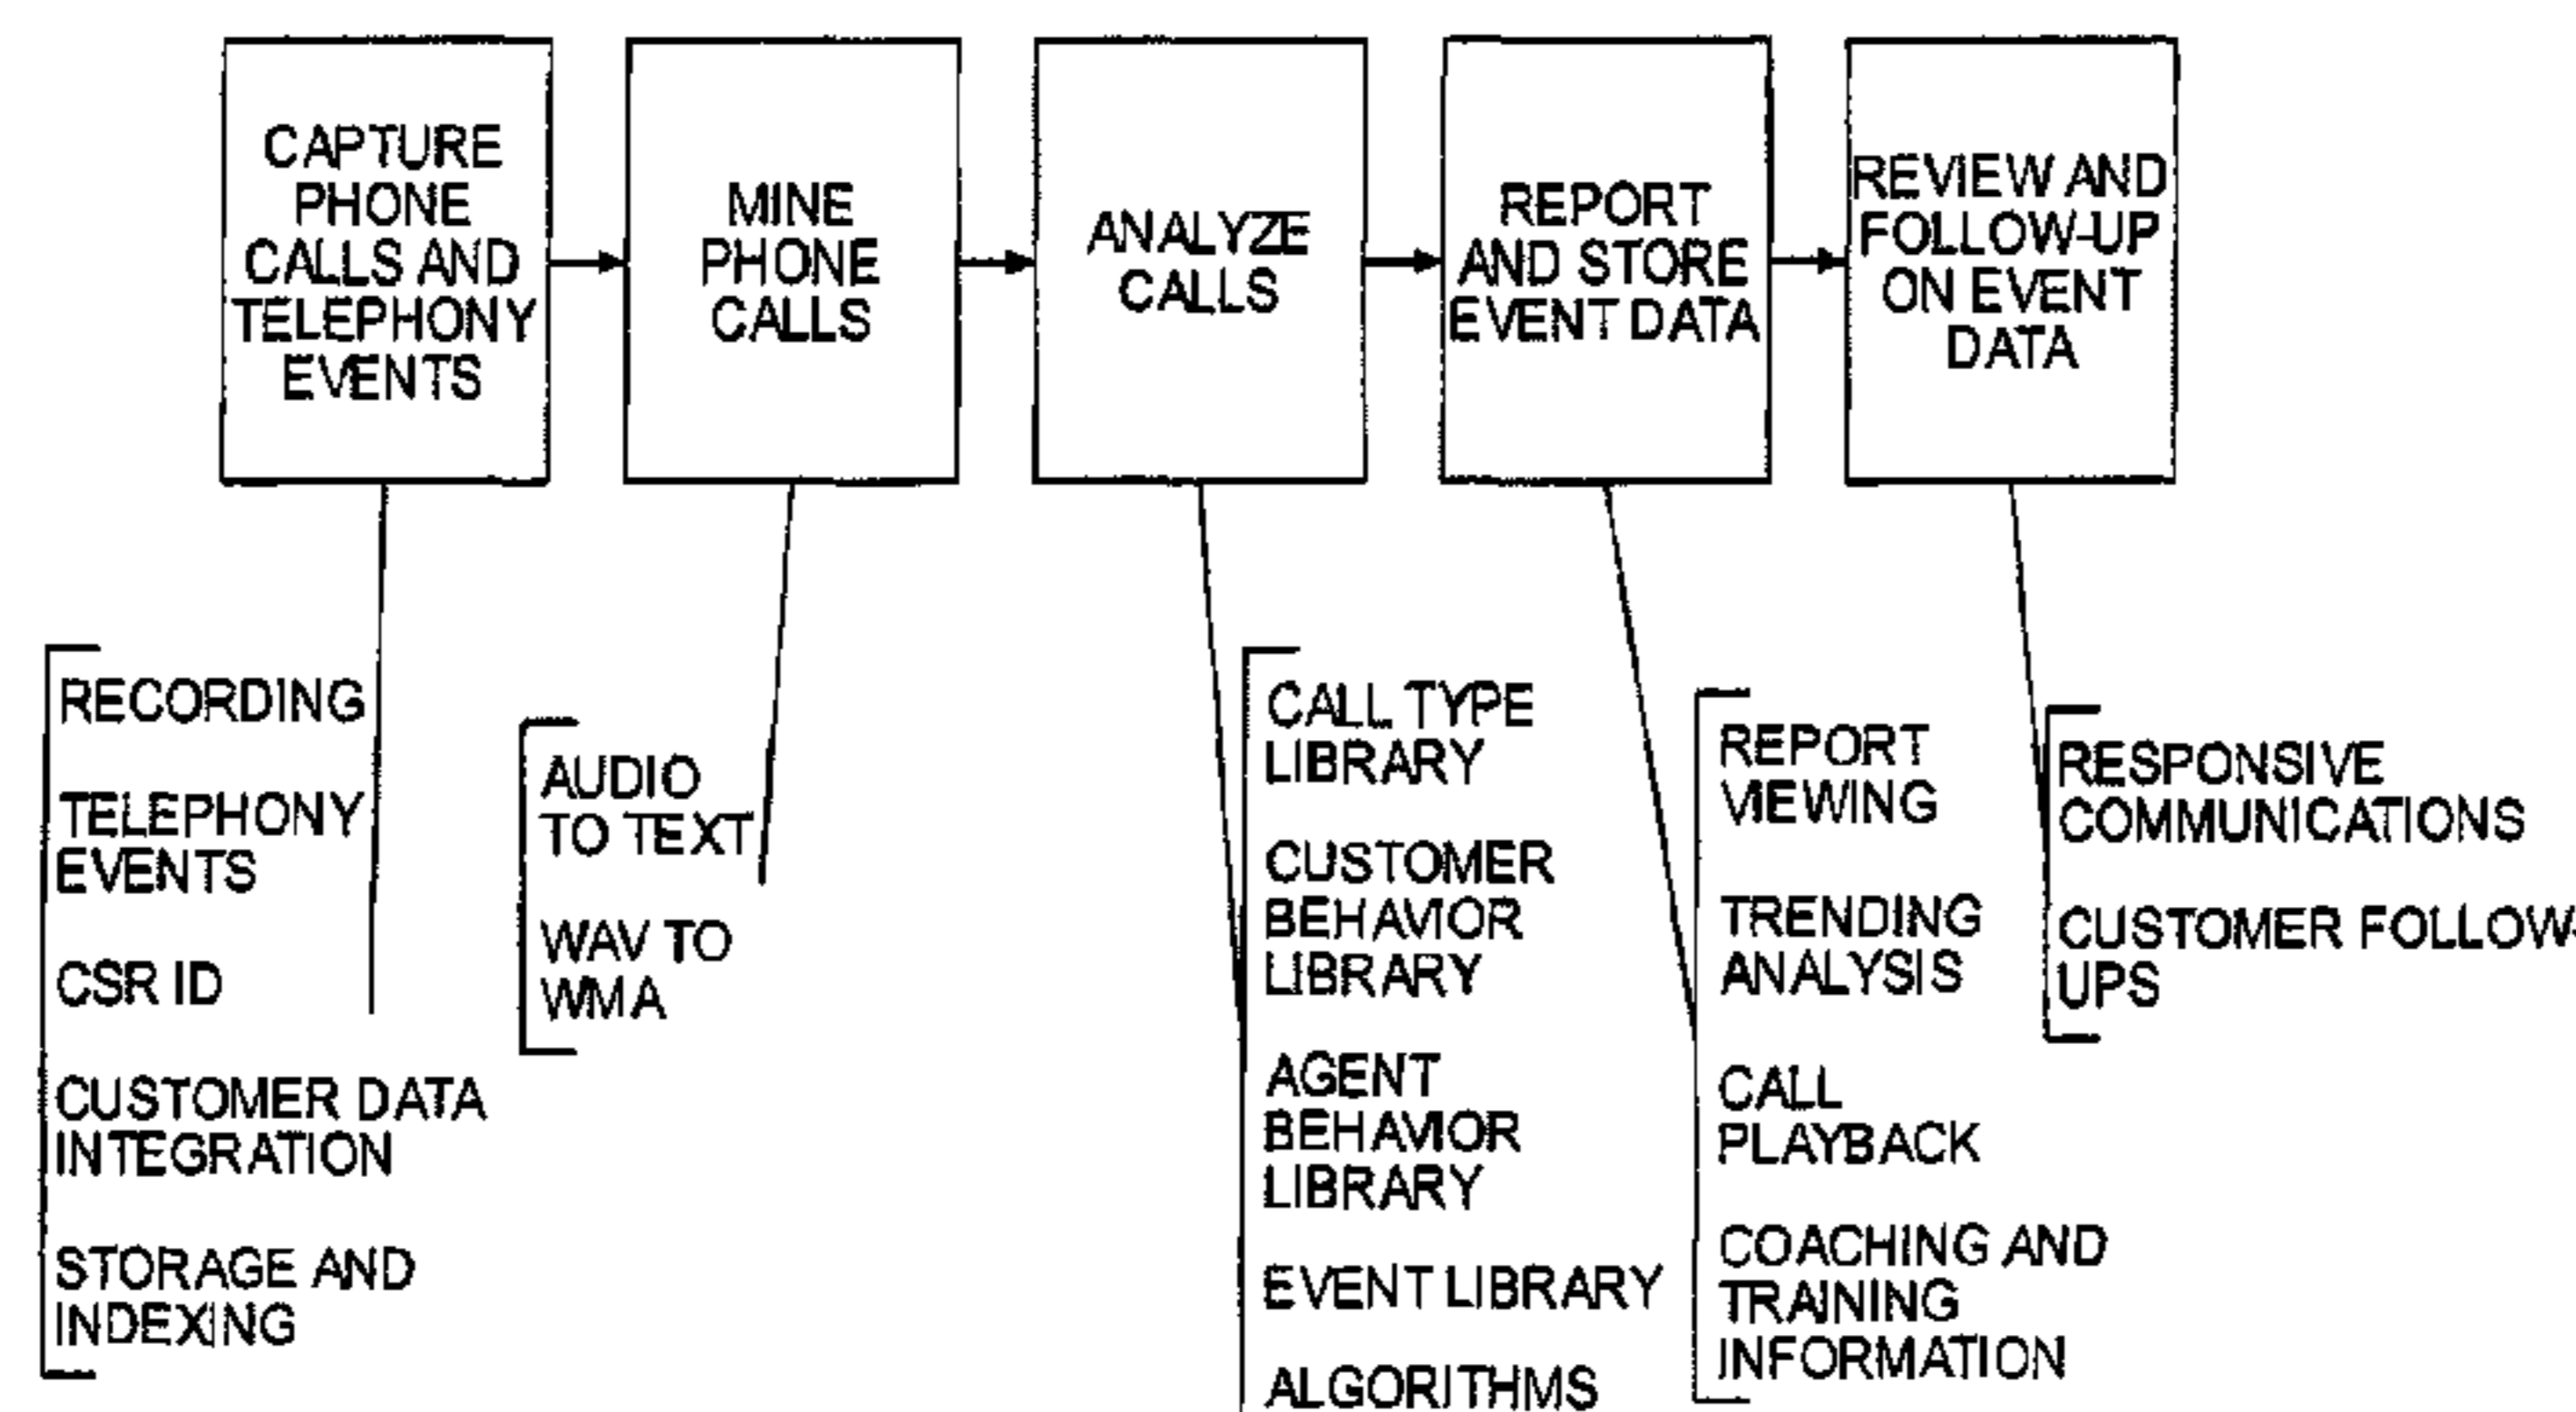 CAPTURE
PHONE
CALLS AND
TELEPHONY
EVENTS
MINE
PHONE
CALLS
ANALYZE
CALLS
REPORT
AND STORE
EVENT DATA
REVIEW AND
FOLLOW-UP
ON EVENT
DATA
RECORDING
TELEPHONY
EVENTS
CSR ID
CUSTOMER DATA
INTEGRATION
STORAGE AND
INDEXING
AUDIO
TO TEXT
WAV TO
WMA
CALL TYPE
LIBRARY
CUSTOMER
BEHAVIOR
LIBRARY
AGENT
BEHAVIOR
LIBRARY
EVENT LIBRARY
ALGORITHMS
REPORT
VIEWING
TRENDING
ANALYSIS
CALL
PLAYBACK
COACHING AND
TRAINING
INFORMATION
RESPONSIVE
COMMUNICATIONS
CUSTOMER FOLLOW-
UPS